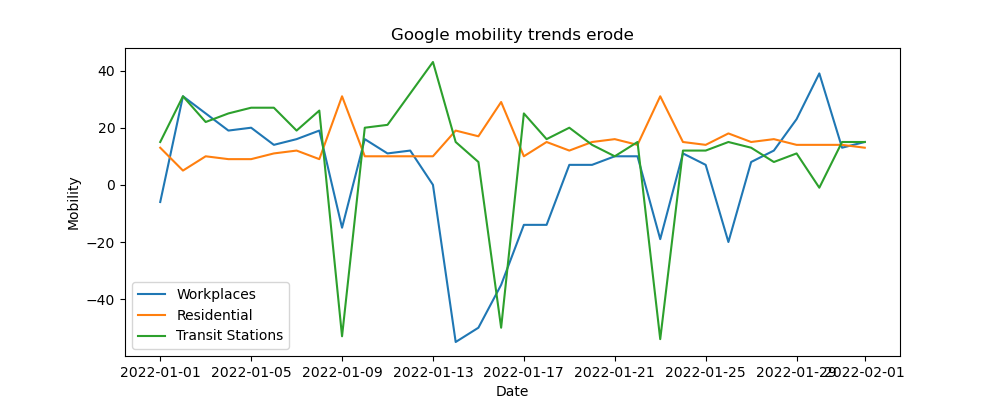 Google mobility trends erode
Mobility
40
20
0
−20
−40
Workplaces
Residential
Transit Stations
2022-01-01 2022-01-05 2022-01-09 2022-01-13 2022-01-17 2022-01-21 2022-01-25 2022-01-29 2022-02-01
Date